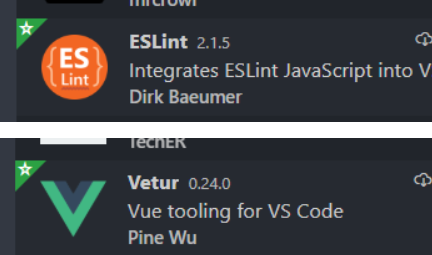 mrcrowl
ESLint 2.1.5
ES
Lint
Integrates ESLint JavaScript into V
Dirk Baeumer
TechER
Vetur 0.24.0
Vue tooling for VS Code
Pine Wu